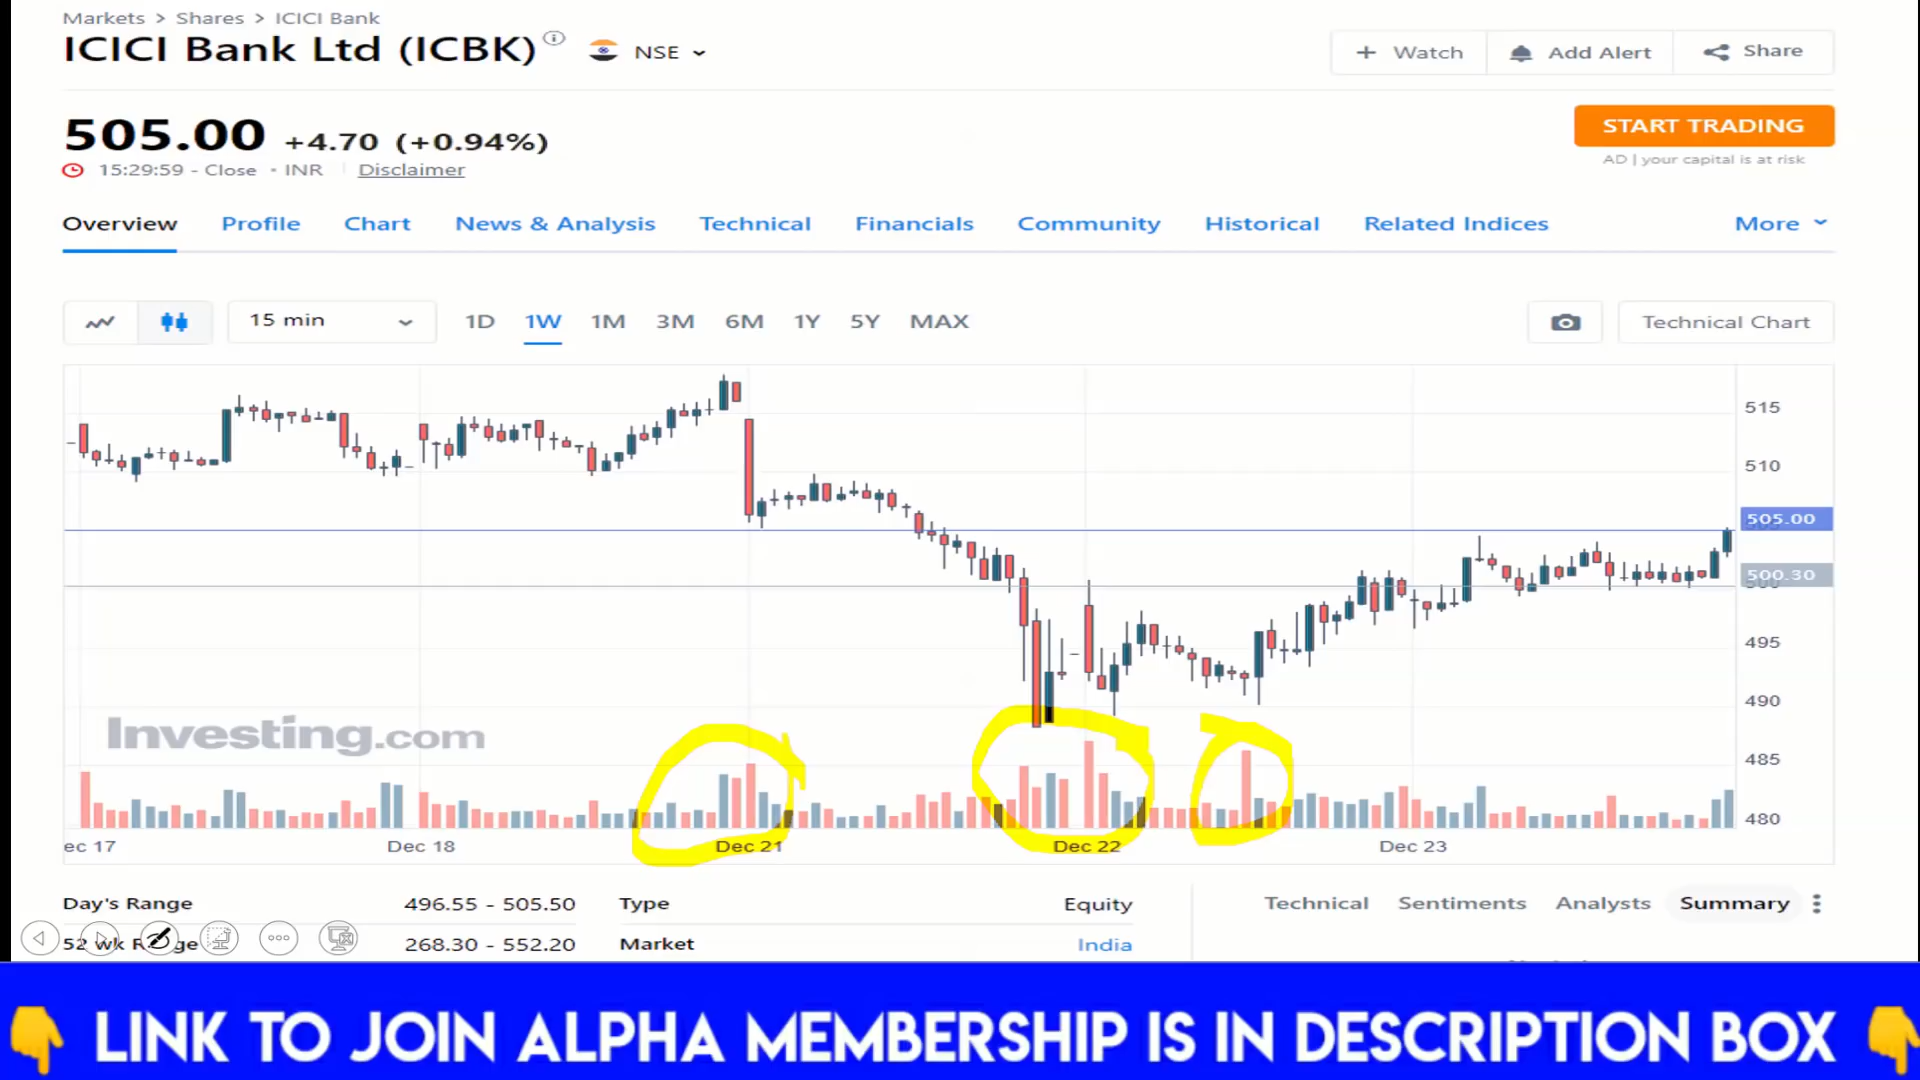 Markets > Shares > ICICI Bank
ICICI Bank Ltd (ICBK) NSE
+ Watch Add Alert Share
505.00 +4.70 (+0.94%)
START TRADING
15:29:59 - Close · INR Disclaimer
AD | your capital is at risk
Overview Profile Chart News & Analysis Technical Financials Community Historical Related Indices More
15 min 1D 1W 1M 3M 6M 1Y 5Y MAX Technical Chart
515
510
505.00
500.30
495
490
Investing.com
485
480
ec 17 Dec 18 Dec 21 Dec 22 Dec 23
Day's Range 496.55 - 505.50 Type Equity Technical Sentiments Analysts Summary
52 wk Range 268.30 - 552.20 Market India
LINK TO JOIN ALPHA MEMBERSHIP IS IN DESCRIPTION BOX